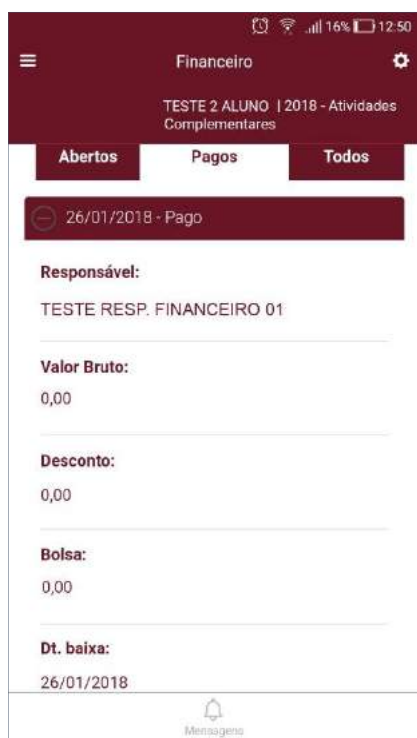 16% 12:50
Financeiro
TESTE 2 ALUNO | 2018 - Atividades
Complementares
Abertos Pagos Todos
26/01/2018 - Pago
Responsável:
TESTE RESP. FINANCEIRO 01
Valor Bruto:
0,00
Desconto:
0,00
Bolsa:
0,00
Dt. baixa:
26/01/2018
Mensagens